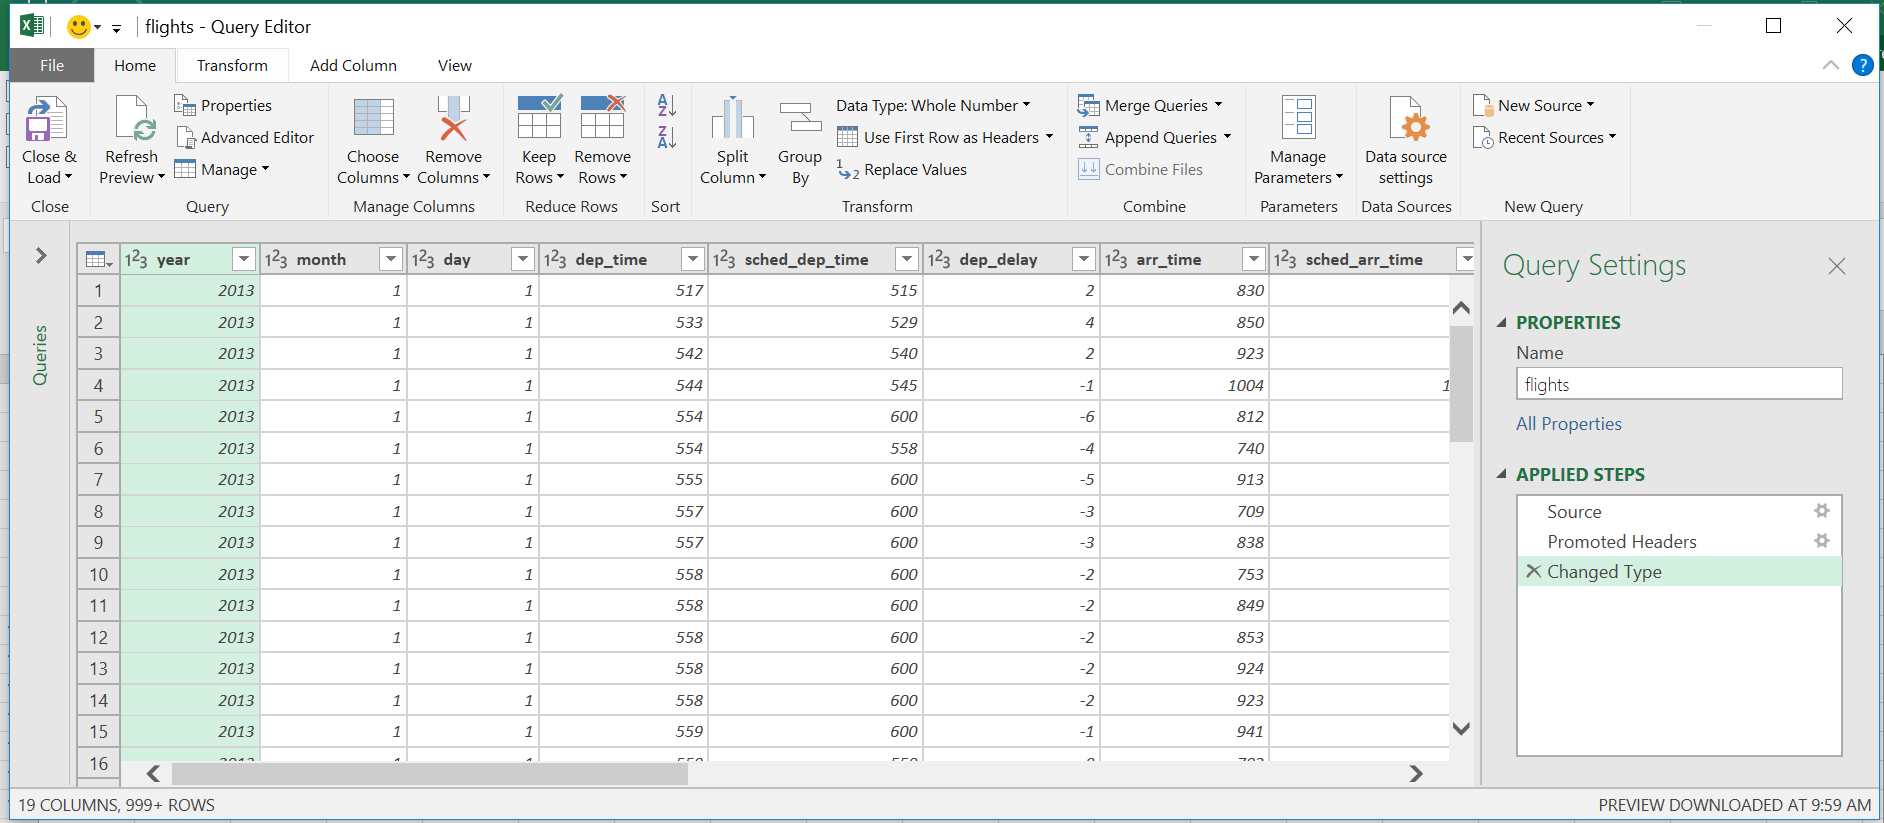 flights - Query Editor
File Home Transform Add Column View
Close & Load
Refresh Preview
Properties
Advanced Editor
Manage
Choose Columns
Remove Columns
Keep Rows
Remove Rows
Split Column
Group By
Data Type: Whole Number
Use First Row as Headers
Replace Values
Merge Queries
Append Queries
Combine Files
Manage Parameters
Data source settings
New Source
Recent Sources
Close Query Manage Columns Reduce Rows Sort Transform Combine Parameters Data Sources New Query
Queries
123 year 123 month 123 day 123 dep_time 123 sched_dep_time 123 dep_delay 123 arr_time 123 sched_arr_time
1 2013 1 1 517 515 2 830
2 2013 1 1 533 529 4 850
3 2013 1 1 542 540 2 923
4 2013 1 1 544 545 -1 1004 1
5 2013 1 1 554 600 -6 812
6 2013 1 1 554 558 -4 740
7 2013 1 1 555 600 -5 913
8 2013 1 1 557 600 -3 709
9 2013 1 1 557 600 -3 838
10 2013 1 1 558 600 -2 753
11 2013 1 1 558 600 -2 849
12 2013 1 1 558 600 -2 853
13 2013 1 1 558 600 -2 924
14 2013 1 1 558 600 -2 923
15 2013 1 1 559 600 -1 941
16
Query Settings
PROPERTIES
Name
flights
All Properties
APPLIED STEPS
Source
Promoted Headers
Changed Type
19 COLUMNS, 999+ ROWS
PREVIEW DOWNLOADED AT 9:59 AM